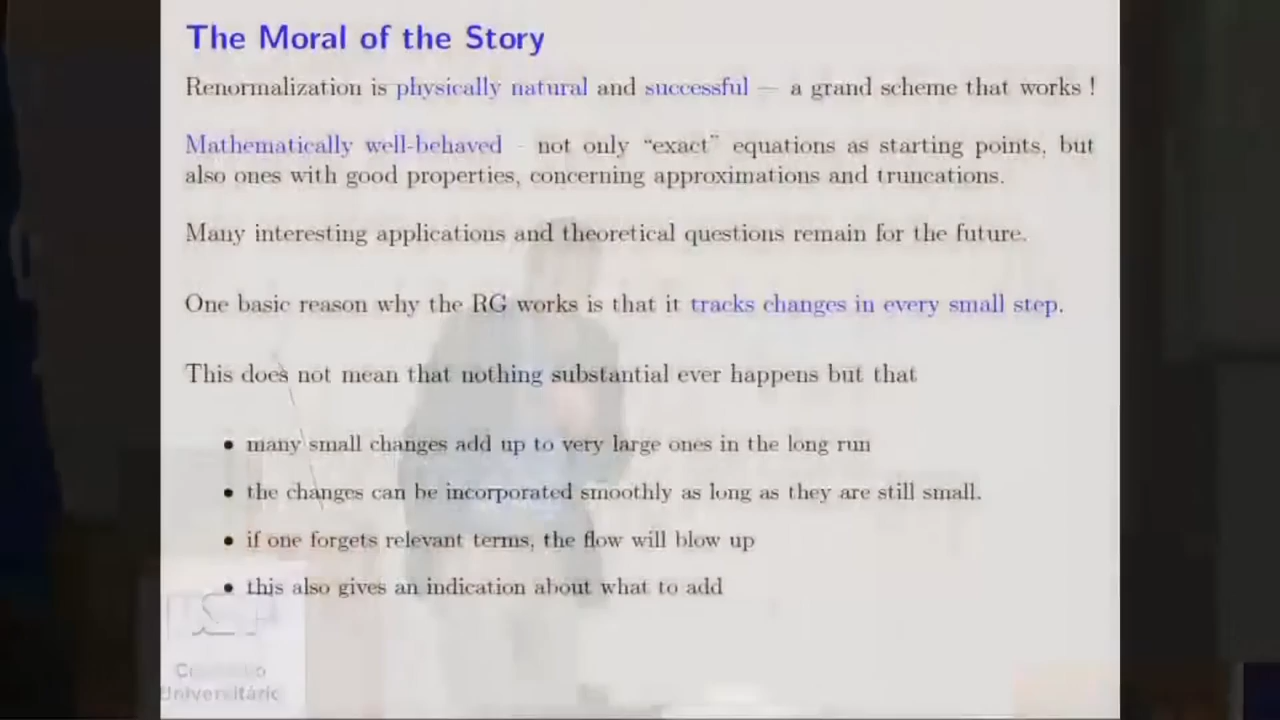 The Moral of the Story
Renormalization is physically natural and successful — a grand scheme that works !
Mathematically well-behaved - not only “exact” equations as starting points, but
also ones with good properties, concerning approximations and truncations.
Many interesting applications and theoretical questions remain for the future.
One basic reason why the RG works is that it tracks changes in every small step.
This does not mean that nothing substantial ever happens but that
• many small changes add up to very large ones in the long run
• the changes can be incorporated smoothly as long as they are still small.
• if one forgets relevant terms, the flow will blow up
• this also gives an indication about what to add
Universitário